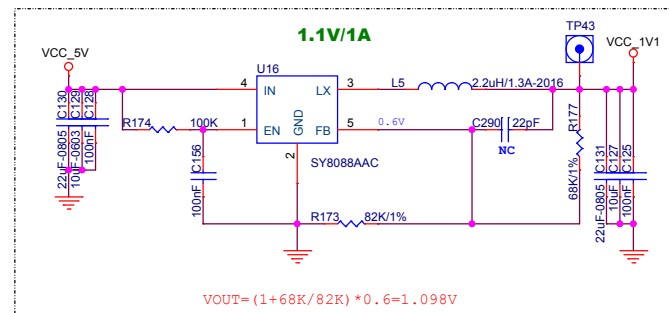 1.1V/1A
TP43
VCC_5V
VCC_1V1
U16
4
IN
LX
3
L5
2.2uH/1.3A-2016
C130
C129
C128
22uF-0805
10uF-0603
100nF
R174
100K
1
EN
GND
FB
5
0.6V
C290
22pF
NC
R177
68K/1%
2
SY8088AAC
C156
100nF
C131
C127
C125
22uF-0805
10uF
100nF
R173
82K/1%
VOUT=(1+68K/82K)*0.6=1.098V